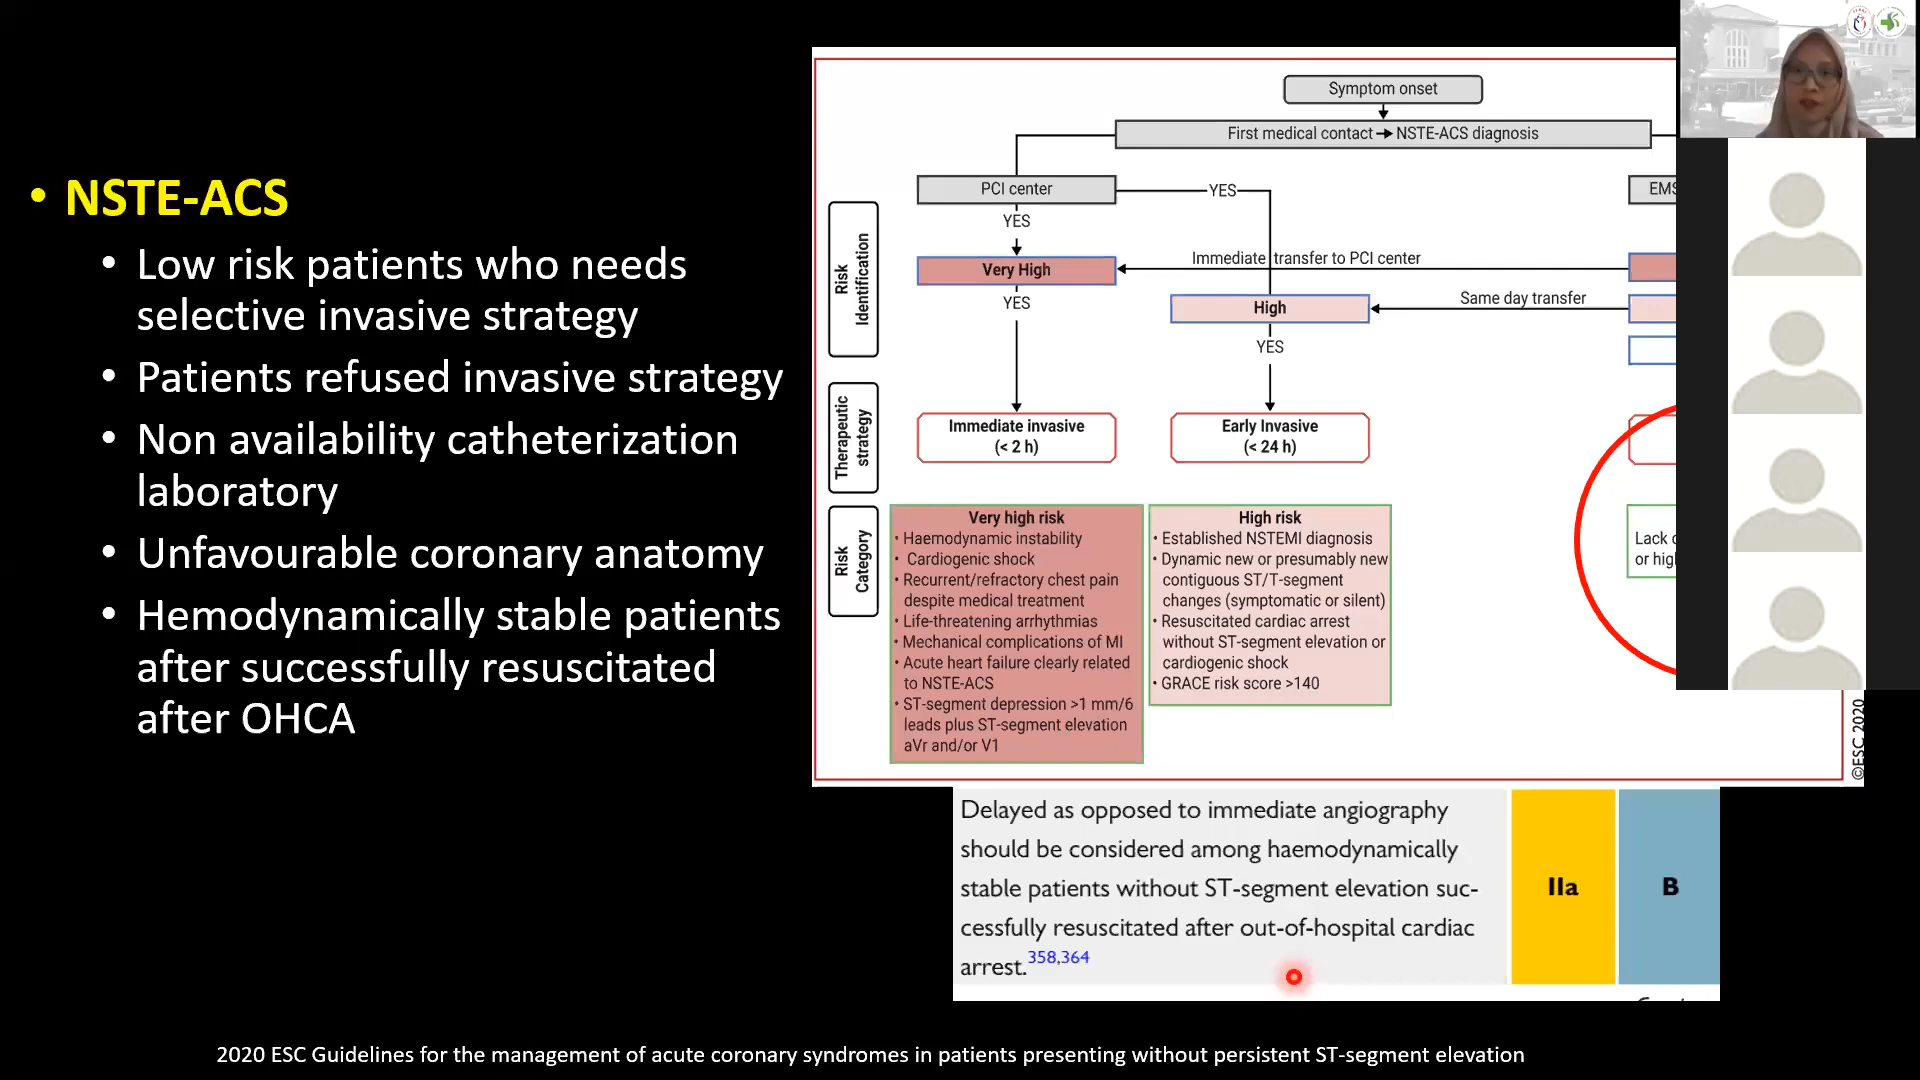 • NSTE-ACS
• Low risk patients who needs
selective invasive strategy
• Patients refused invasive strategy
• Non availability catheterization
laboratory
• Unfavourable coronary anatomy
• Hemodynamically stable patients
after successfully resuscitated
after OHCA
Symptom onset
First medical contact → NSTE-ACS diagnosis
PCI center
YES
EMS
YES
Risk
Identification
Immediate transfer to PCI center
Very High
Same day transfer
YES
High
YES
Therapeutic
strategy
Immediate invasive
(< 2 h)
Early Invasive
(< 24 h)
Risk
Category
Very high risk
• Haemodynamic instability
• Cardiogenic shock
• Recurrent/refractory chest pain
despite medical treatment
• Life-threatening arrhythmias
• Mechanical complications of MI
• Acute heart failure clearly related
to NSTE-ACS
• ST-segment depression >1 mm/6
leads plus ST-segment elevation
aVr and/or V1
High risk
• Established NSTEMI diagnosis
• Dynamic new or presumably new
contiguous ST/T-segment
changes (symptomatic or silent)
• Resuscitated cardiac arrest
without ST-segment elevation or
cardiogenic shock
• GRACE risk score >140
Lack
or hig
©ESC 2020
Delayed as opposed to immediate angiography
should be considered among haemodynamically
stable patients without ST-segment elevation suc-
cessfully resuscitated after out-of-hospital cardiac
arrest.358,364
IIa
B
2020 ESC Guidelines for the management of acute coronary syndromes in patients presenting without persistent ST-segment elevation